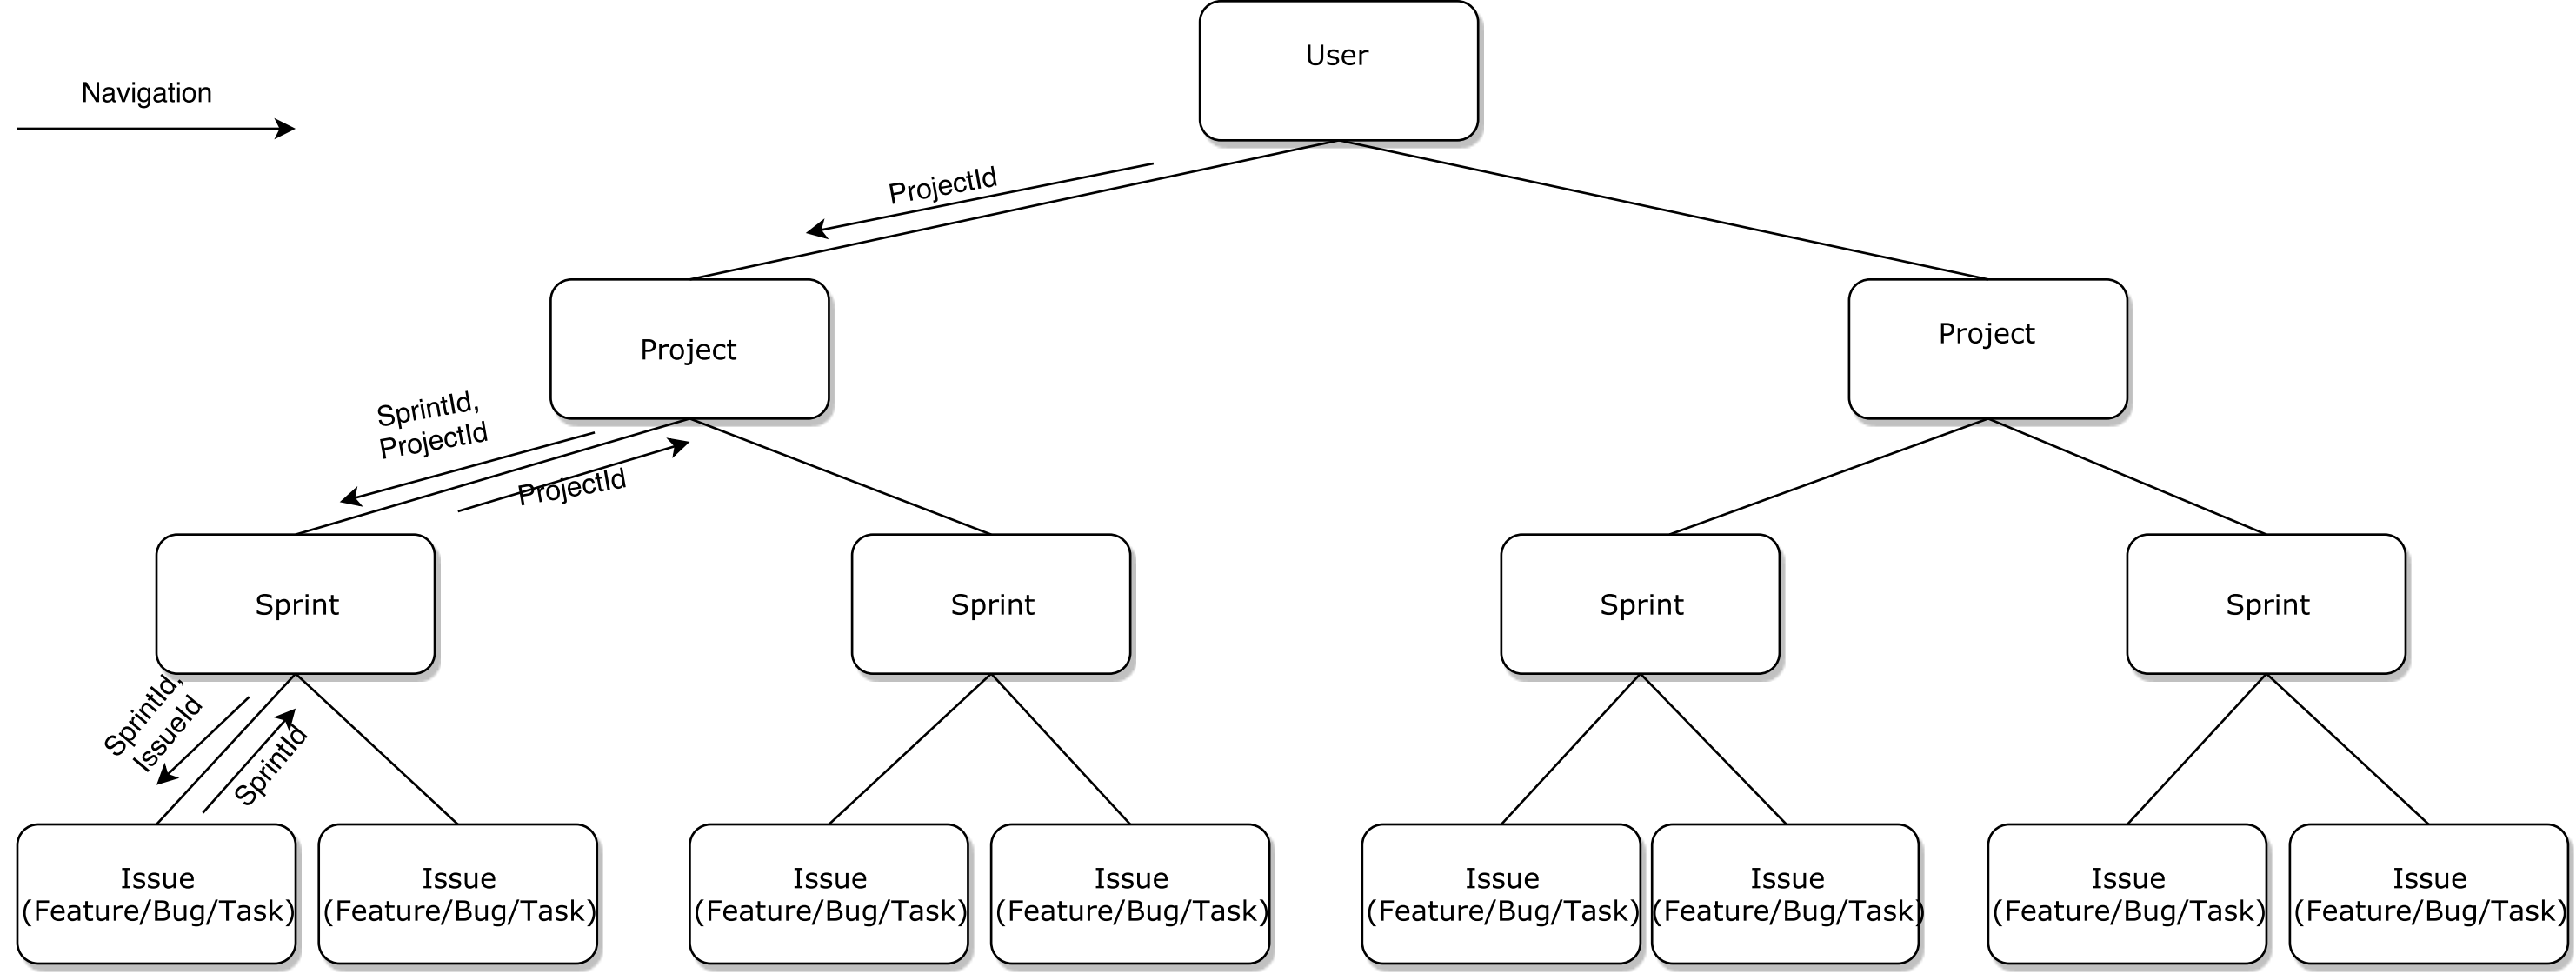 User
Navigation
ProjectId
Project
Project
SprintId,
ProjectId
ProjectId
Sprint
Sprint
Sprint
Sprint
SprintId,
IssueId
SprintId
Issue
(Feature/Bug/Task)
Issue
(Feature/Bug/Task)
Issue
(Feature/Bug/Task)
Issue
(Feature/Bug/Task)
Issue
(Feature/Bug/Task)
Issue
(Feature/Bug/Task)
Issue
(Feature/Bug/Task)
Issue
(Feature/Bug/Task)